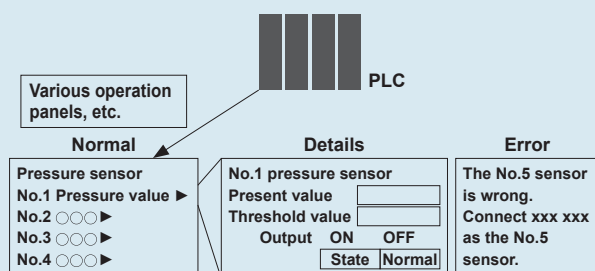 PLC
Various operation
panels, etc.
Normal
Pressure sensor
No.1 Pressure value ►
No.2 ○○○►
No.3 ○○○►
No.4 ○○○►
Details
No.1 pressure sensor
Present value
Threshold value
Output ON OFF
State Normal
Error
The No.5 sensor
is wrong.
Connect xxx xxx
as the No.5
sensor.